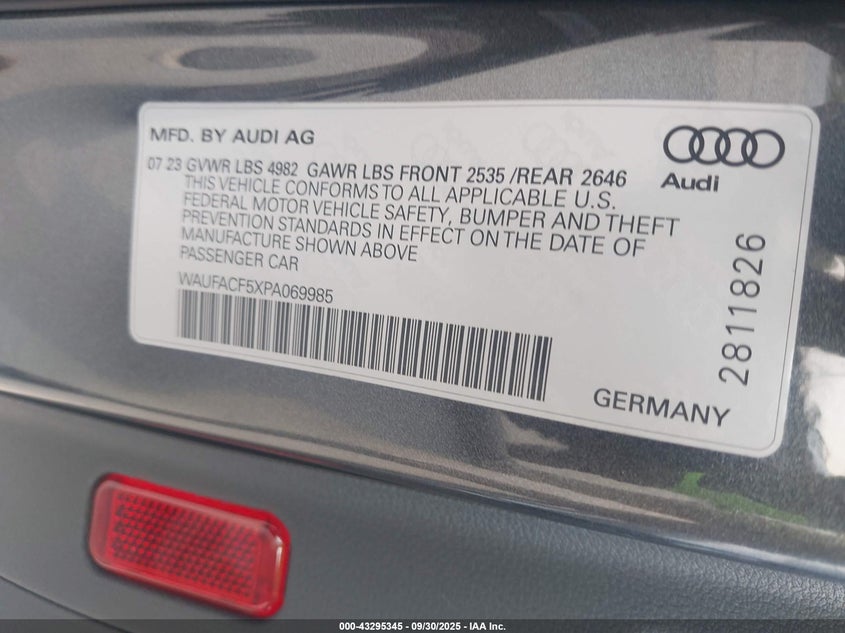 MFD. BY AUDI AG
07 23 GVWR LBS 4982 GAWR LBS FRONT 2535 /REAR 2646
THIS VEHICLE CONFORMS TO ALL APPLICABLE U.S.
FEDERAL MOTOR VEHICLE SAFETY, BUMPER AND THEFT
PREVENTION STANDARDS IN EFFECT ON THE DATE OF
MANUFACTURE SHOWN ABOVE
PASSENGER CAR
WAUFACF5XPA069985
Audi
2811826
GERMANY
000-43295345 - 09/30/2025 - IAA Inc.